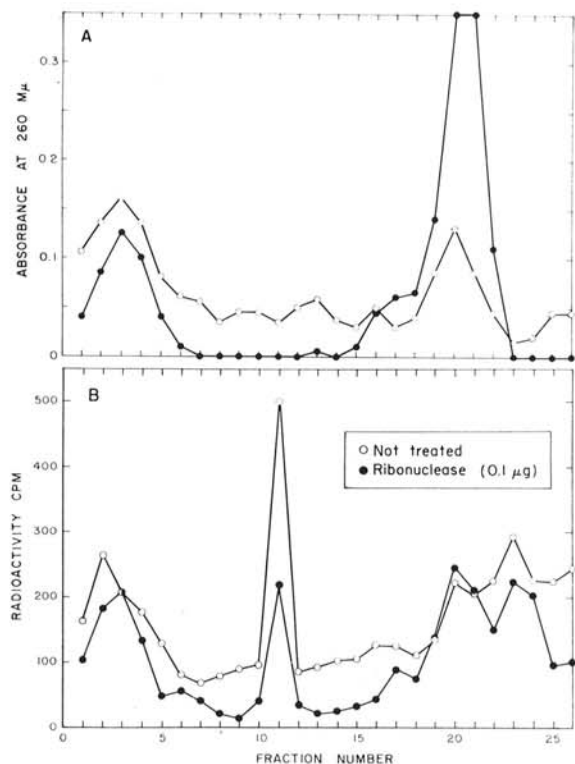 A
ABSORBANCE AT 260 Mμ
0.3
0.2
0.1
0
B
RADIOACTIVITY CPM
500
400
300
200
100
0
○ Not treated
● Ribonuclease (0.1 μg)
0 5 10 15 20 25
FRACTION NUMBER